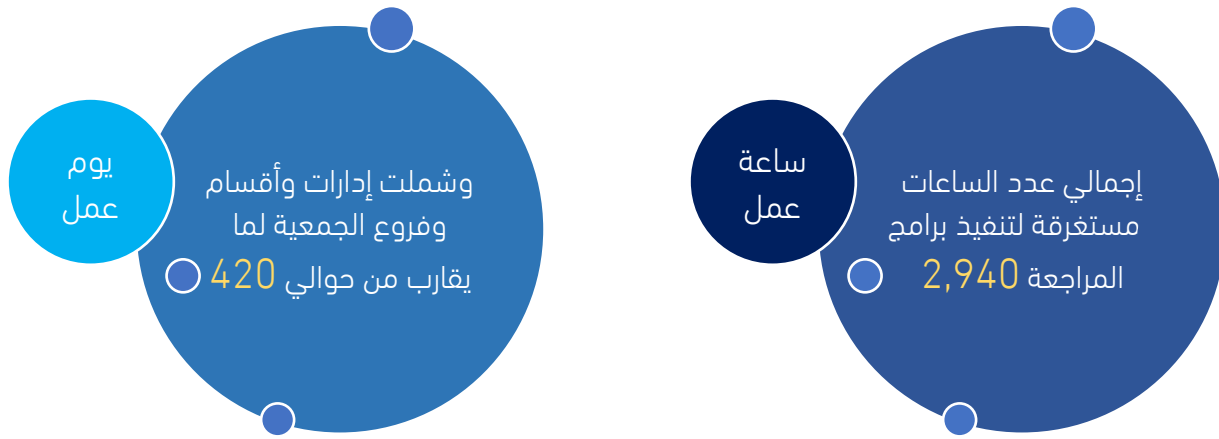 إجمالي عدد الساعات
مستغرقة لتنفيذ برامج
المراجعة 2,940
ساعة
عمل
وشملت إدارات وأقسام
وفروع الجمعية لما
يقارب من حوالي 420
يوم
عمل